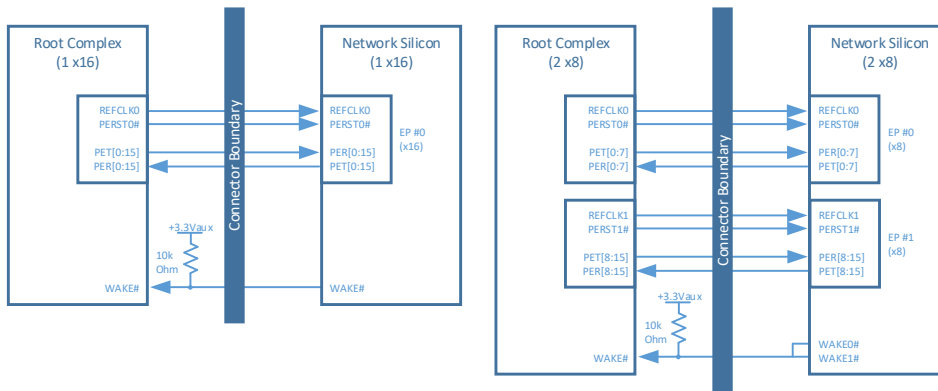 Root Complex
(1 x16)
REFCLK0
PERST0#
PET[0:15]
PER[0:15]
+3.3Vaux
10k
Ohm
WAKE#
Connector Boundary
Network Silicon
(1 x16)
REFCLK0
PERST0#
PER[0:15]
PET[0:15]
EP #0
(x16)
WAKE#
Root Complex
(2 x8)
REFCLK0
PERST0#
PET[0:7]
PER[0:7]
REFCLK1
PERST1#
PET[8:15]
PER[8:15]
+3.3Vaux
10k
Ohm
WAKE#
Connector Boundary
Network Silicon
(2 x8)
REFCLK0
PERST0#
PER[0:7]
PET[0:7]
EP #0
(x8)
REFCLK1
PERST1#
PER[8:15]
PET[8:15]
EP #1
(x8)
WAKE0#
WAKE1#